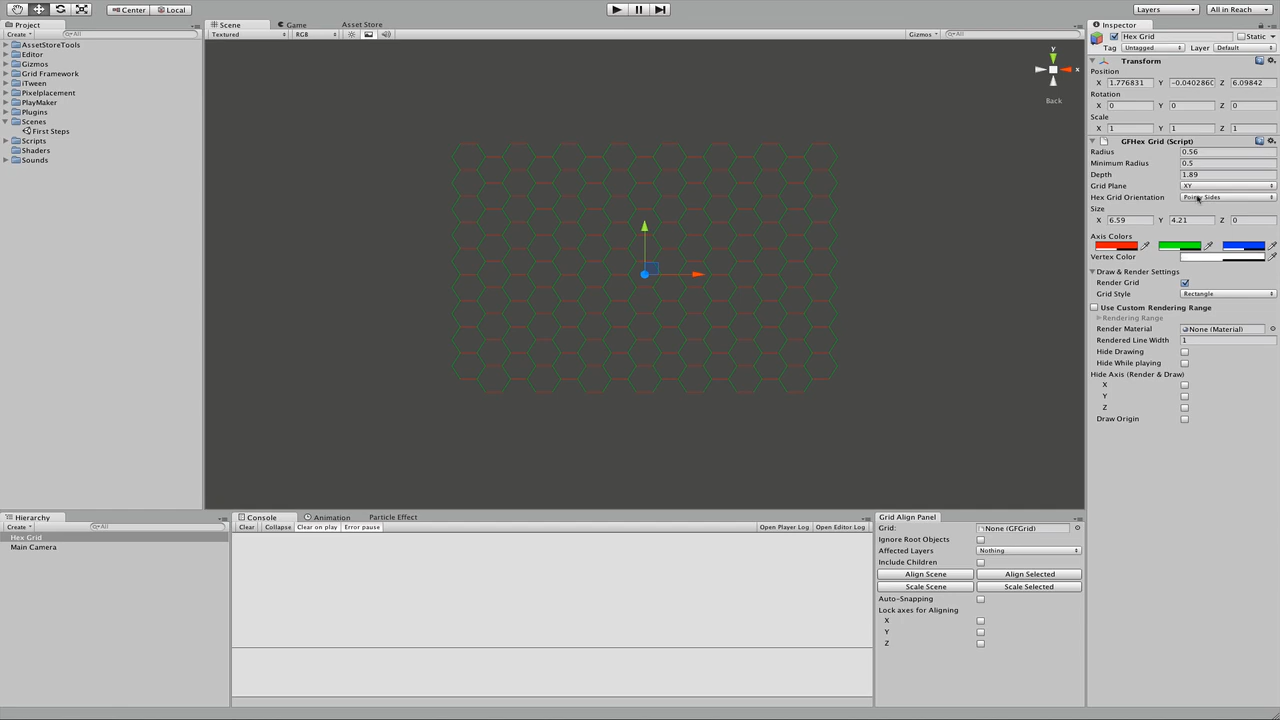 Center Local Layers All in Reach
Project
Create
AssetStoreTools
Editor
Gizmos
Grid Framework
iTween
Pixelplacement
PlayMaker
Plugins
Scenes
First Steps
Scripts
Shaders
Sounds
Scene Game Asset Store
Textured RGB Gizmos All
y
x
Back
Inspector
Hex Grid Static
Tag Untagged Layer Default
Transform
Position
X 1.776831 Y -0.040286 Z 6.09842
Rotation
X 0 Y 0 Z 0
Scale
X 1 Y 1 Z 1
GFHex Grid (Script)
Radius 0.56
Minimum Radius 0.5
Depth 1.89
Grid Plane XY
Hex Grid Orientation Pointy Sides
Size
X 6.59 Y 4.21 Z 0
Axis Colors
Vertex Color
Draw & Render Settings
Render Grid
Grid Style Rectangle
Use Custom Rendering Range
Rendering Range
Render Material None (Material)
Rendered Line Width 1
Hide Drawing
Hide While playing
Hide Axis (Render & Draw)
X
Y
Z
Draw Origin
Hierarchy
Create All
Hex Grid
Main Camera
Console Animation Particle Effect
Clear Collapse Clear on play Error pause Open Player Log Open Editor Log
Grid Align Panel
Grid: None (GFGrid)
Ignore Root Objects
Affected Layers Nothing
Include Children
Align Scene Align Selected
Scale Scene Scale Selected
Auto-Snapping
Lock axes for Aligning
X
Y
Z